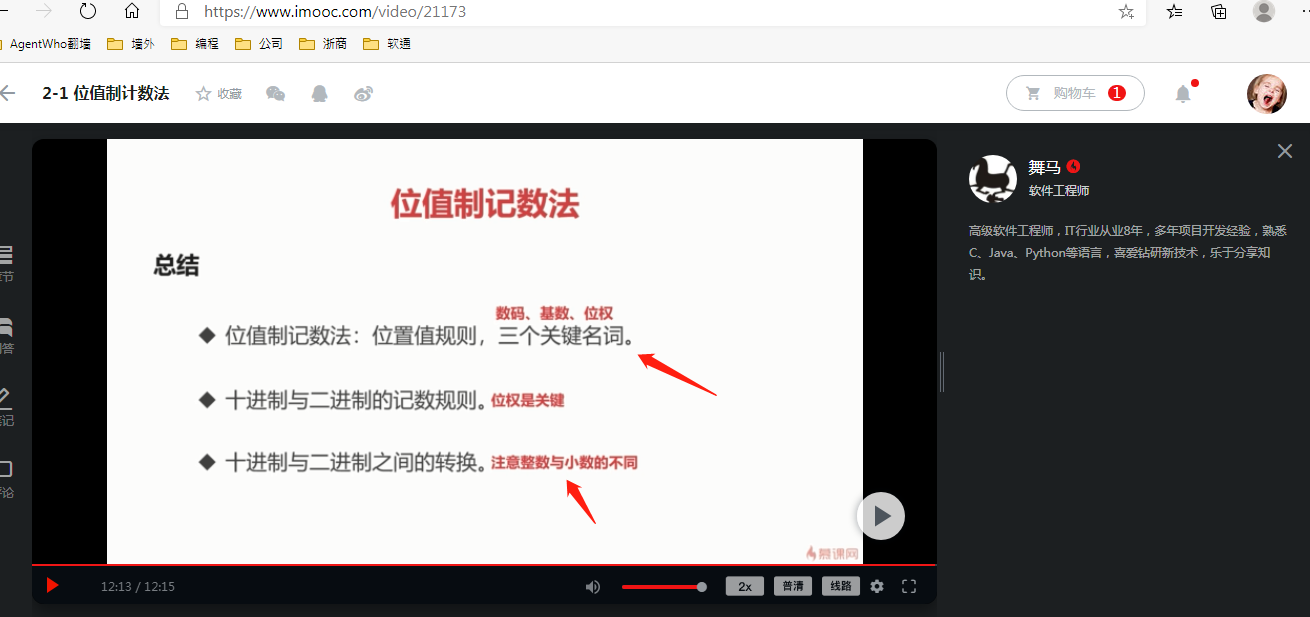 https://www.imooc.com/video/21173
AgentWho翻墙 墙外 编程 公司 浙商 软通
2-1 位值制计数法 收藏 购物车 1
位值制记数法
总结
数码、基数、位权
位值制记数法：位置值规则，三个关键名词。
十进制与二进制的记数规则。位权是关键
十进制与二进制之间的转换。注意整数与小数的不同
慕课网
12:13 / 12:15 2x 普清 线路
舞马
软件工程师
高级软件工程师，IT行业从业8年，多年项目开发经验，熟悉
C、Java、Python等语言，喜爱钻研新技术，乐于分享知
识。